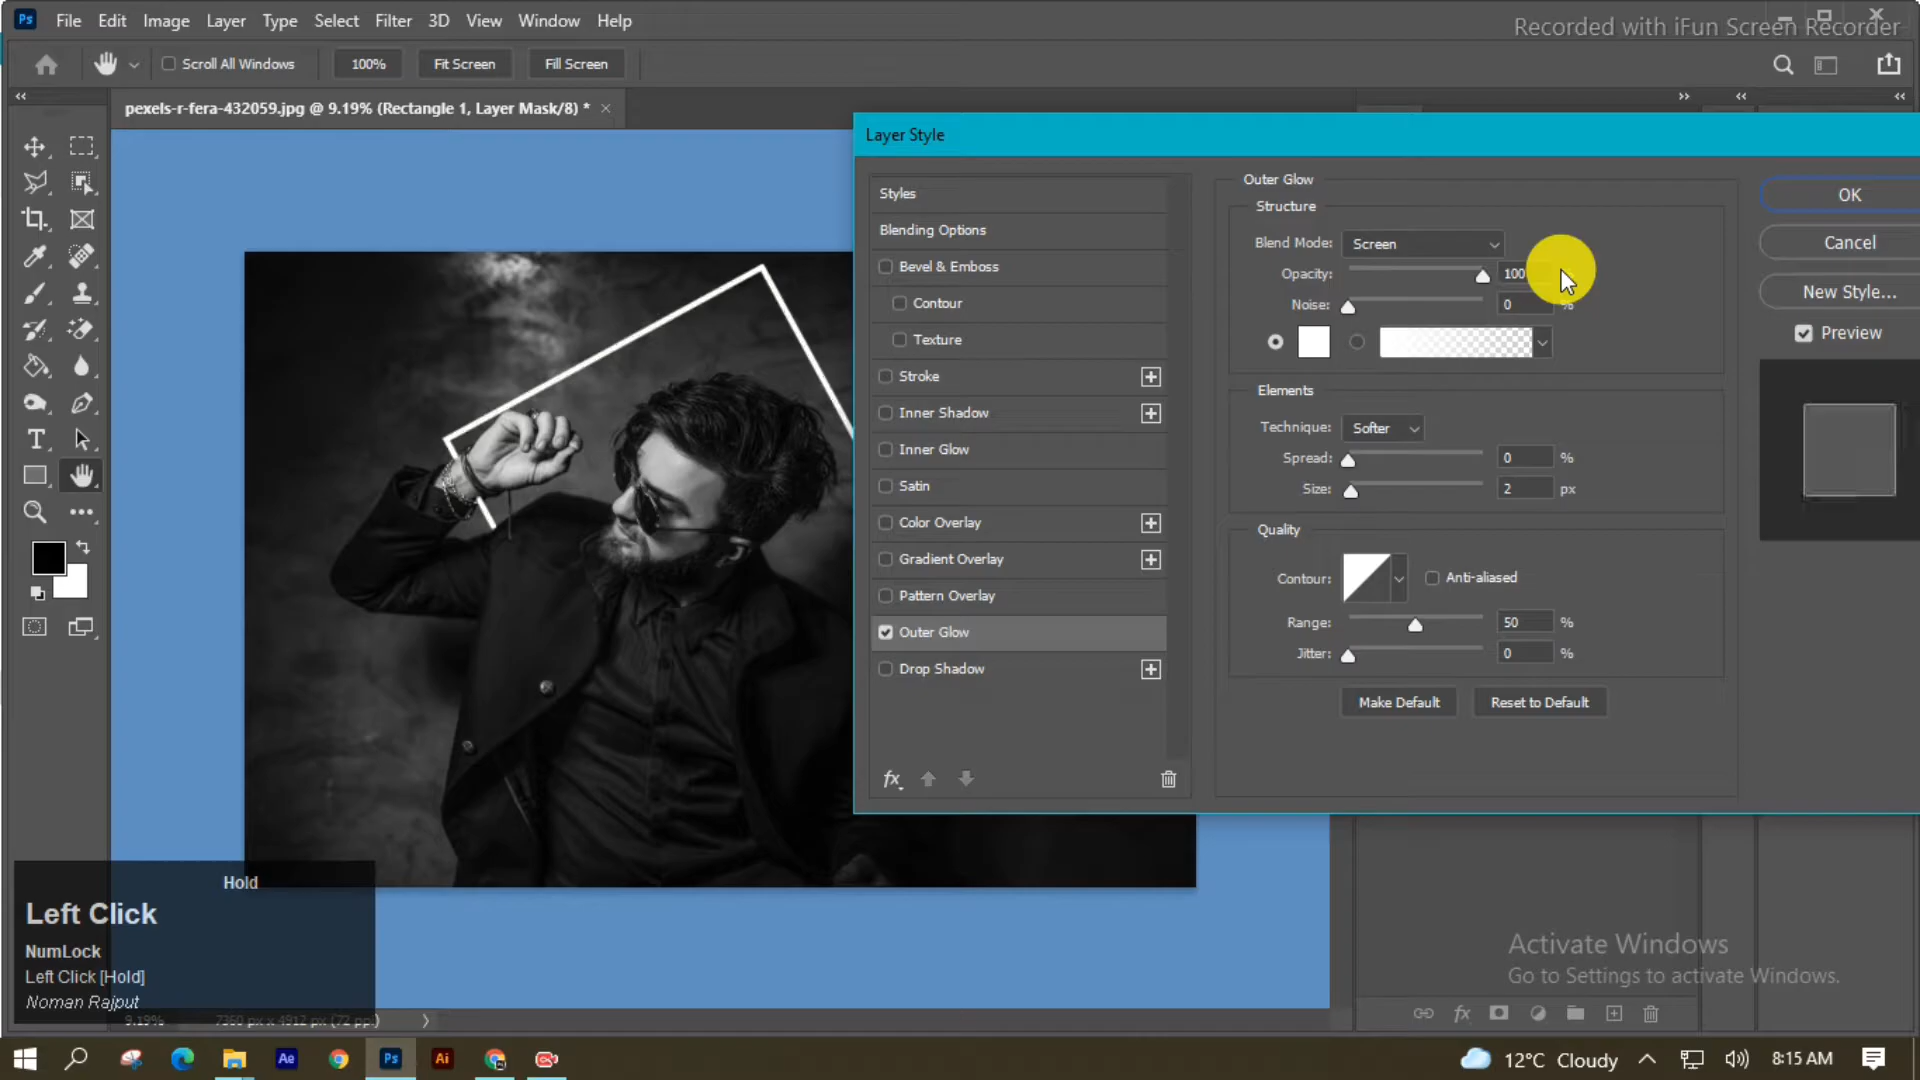 File Edit Image Layer Type Select Filter 3D View Window Help
Recorded with iFun Screen Recorder
Scroll All Windows 100% Fit Screen Fill Screen
pexels-r-fera-432059.jpg @ 9.19% (Rectangle 1, Layer Mask/8) *
Layer Style
Styles
Blending Options
Bevel & Emboss
Contour
Texture
Stroke
Inner Shadow
Inner Glow
Satin
Color Overlay
Gradient Overlay
Pattern Overlay
Outer Glow
Drop Shadow
fx
Outer Glow
Structure
Blend Mode: Screen
Opacity: 100
Noise: 0 %
Elements
Technique: Softer
Spread: 0 %
Size: 2 px
Quality
Contour: Anti-aliased
Range: 50 %
Jitter: 0 %
Make Default Reset to Default
OK
Cancel
New Style...
Preview
Hold
Left Click
NumLock
Left Click [Hold]
Noman Rajput
9.19% 7360 px x 4912 px (72 ppi)
Activate Windows
Go to Settings to activate Windows.
fx
Ps
Ae
Ps
Ai
12°C Cloudy
8:15 AM